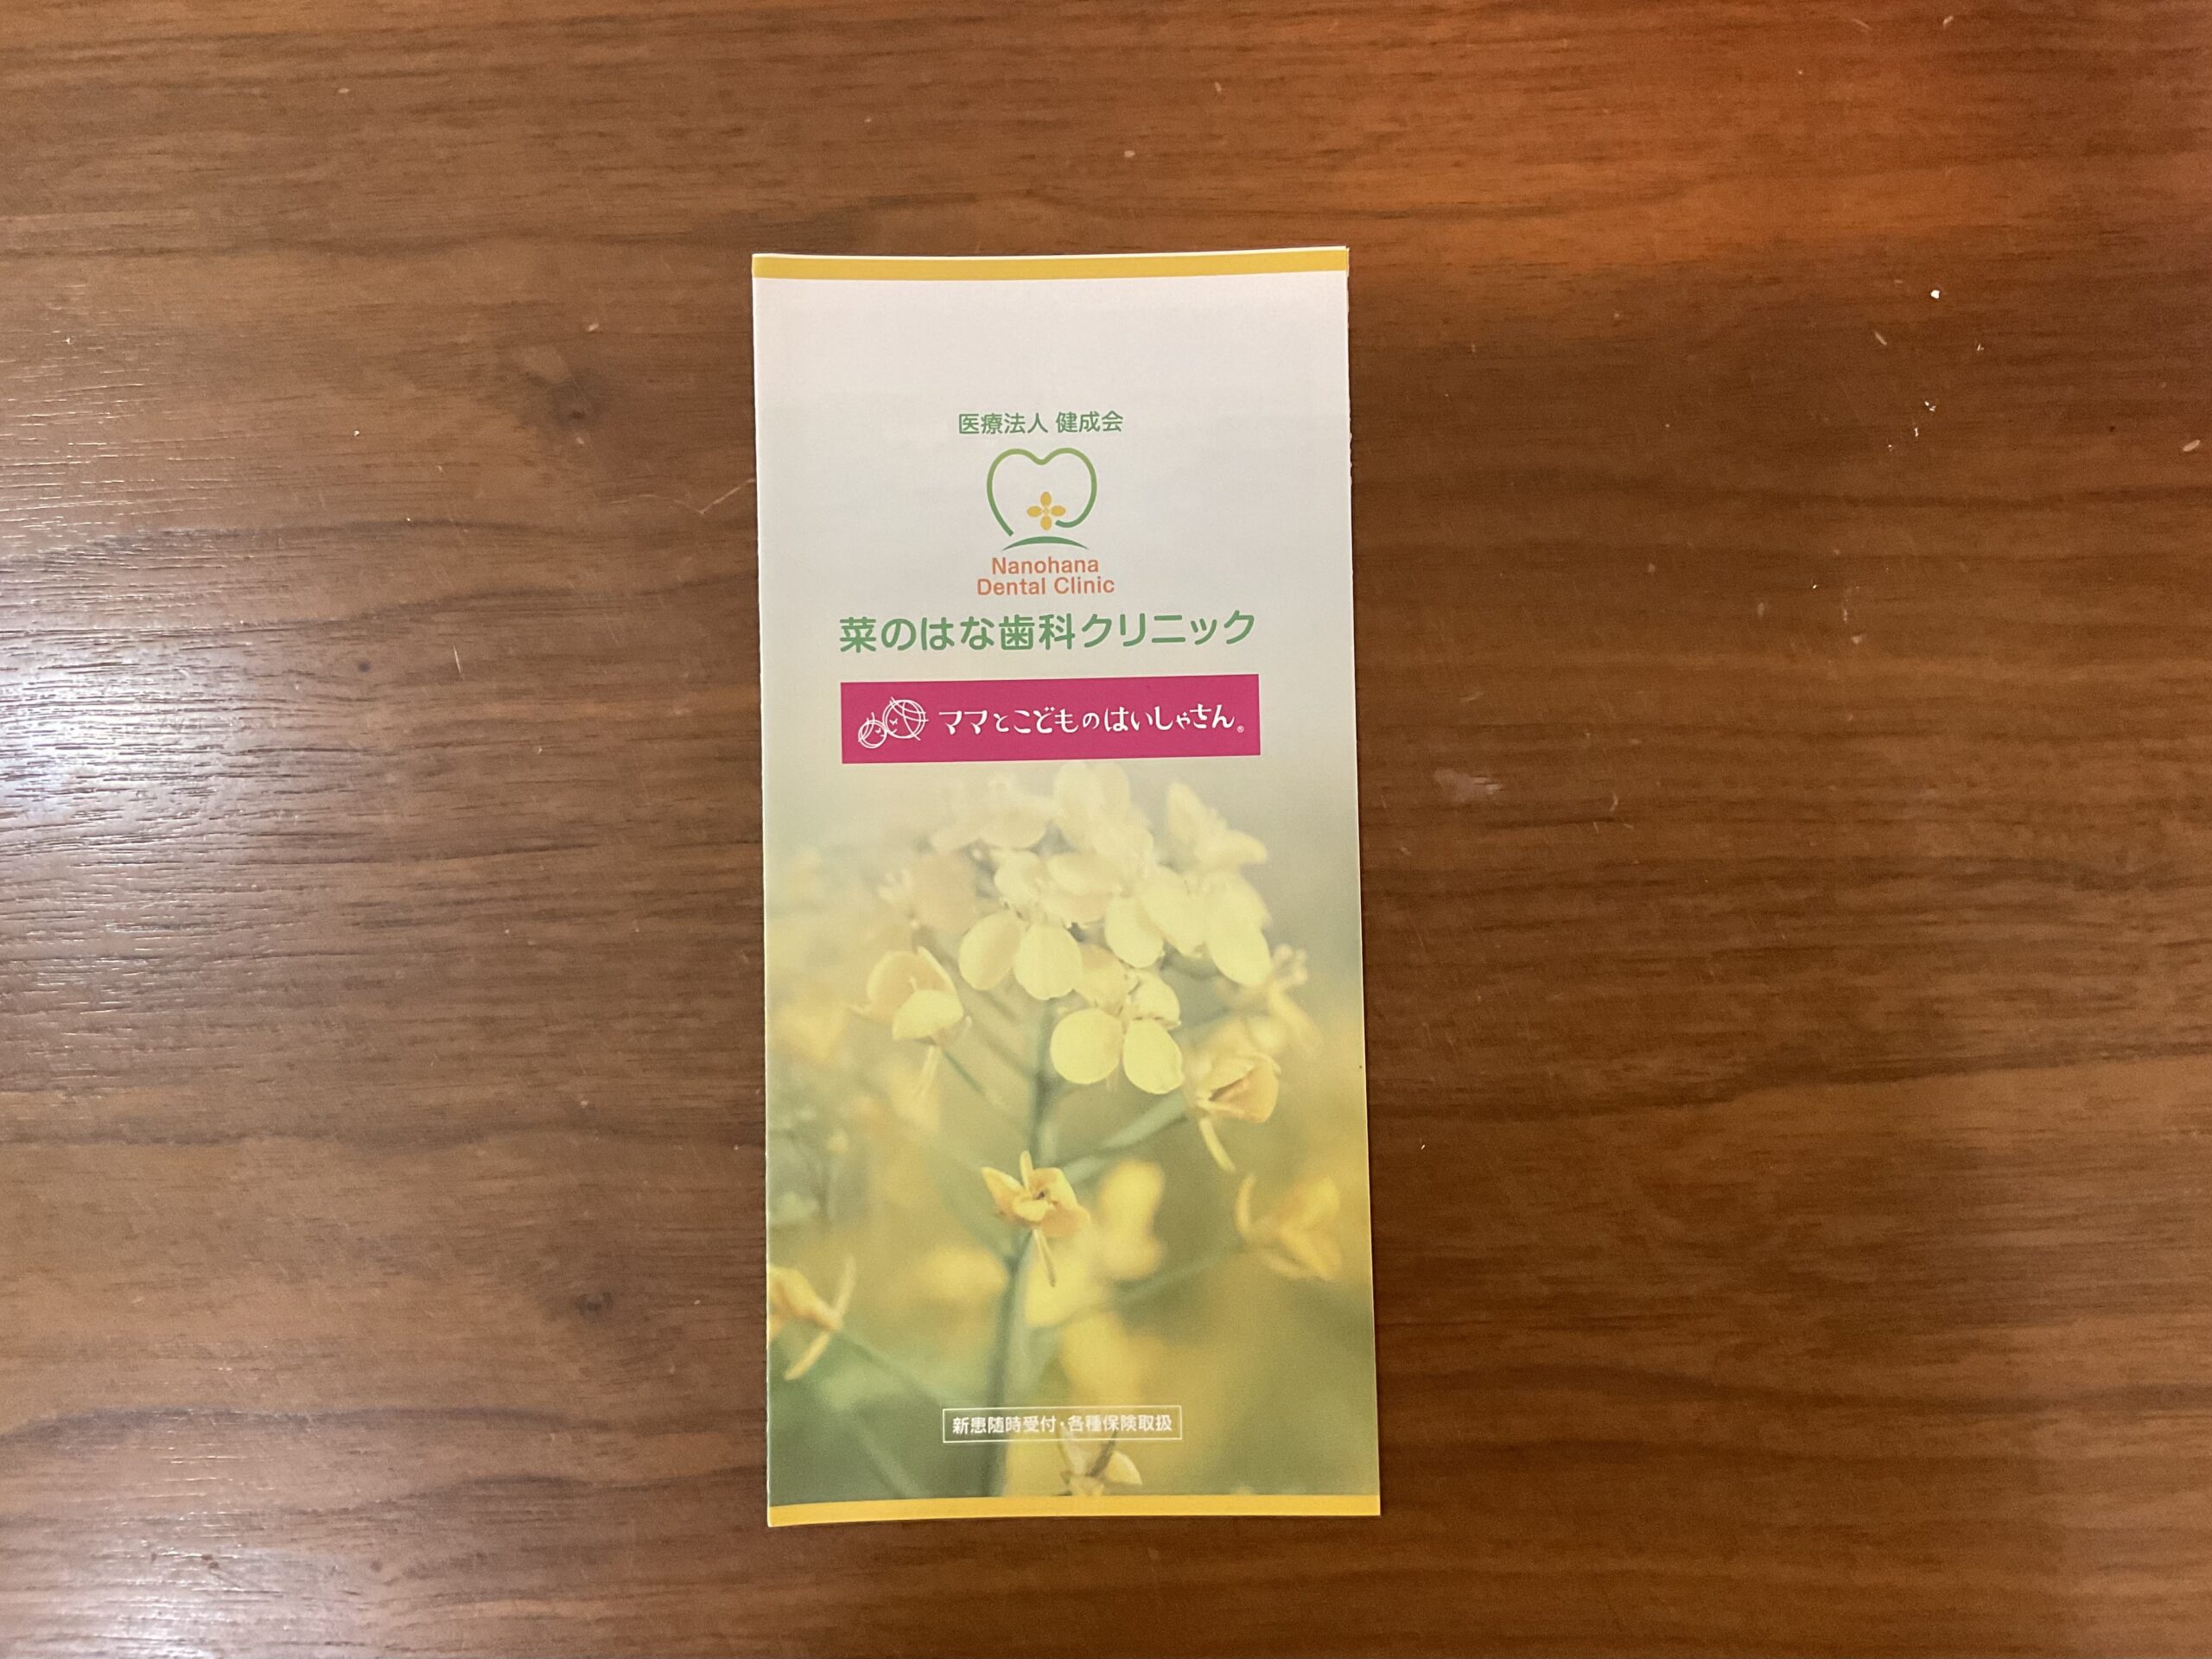 医療法人 健成会
Nanohana
Dental Clinic
菜のはな歯科クリニック
ママとこどものはいしゃさん®
新患随時受付・各種保険取扱